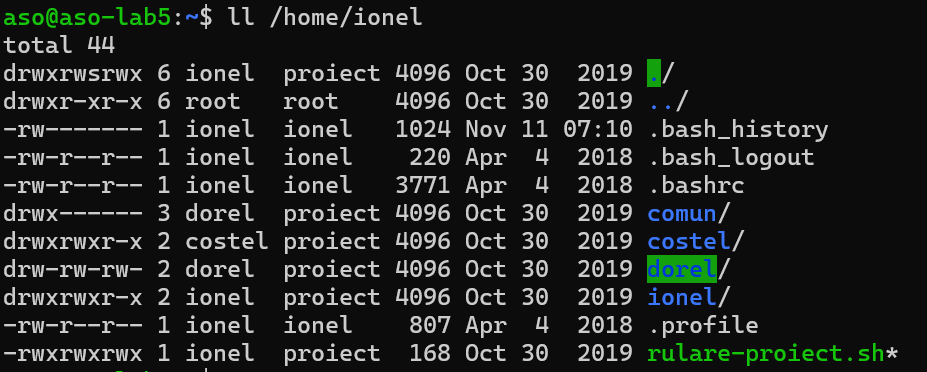 aso@aso-lab5:~$ ll /home/ionel
total 44
drwxrwsrwx 6 ionel  proiect 4096 Oct 30  2019 ./
drwxr-xr-x 6 root   root    4096 Oct 30  2019 ../
-rw------- 1 ionel  ionel   1024 Nov 11 07:10 .bash_history
-rw-r--r-- 1 ionel  ionel    220 Apr  4  2018 .bash_logout
-rw-r--r-- 1 ionel  ionel   3771 Apr  4  2018 .bashrc
drwx------ 3 dorel  proiect 4096 Oct 30  2019 comun/
drwxrwxr-x 2 costel proiect 4096 Oct 30  2019 costel/
drw-rw-rw- 2 dorel  proiect 4096 Oct 30  2019 dorel/
drwxrwxr-x 2 ionel  proiect 4096 Oct 30  2019 ionel/
-rw-r--r-- 1 ionel  ionel    807 Apr  4  2018 .profile
-rwxrwxrwx 1 ionel  proiect  168 Oct 30  2019 rulare-proiect.sh*